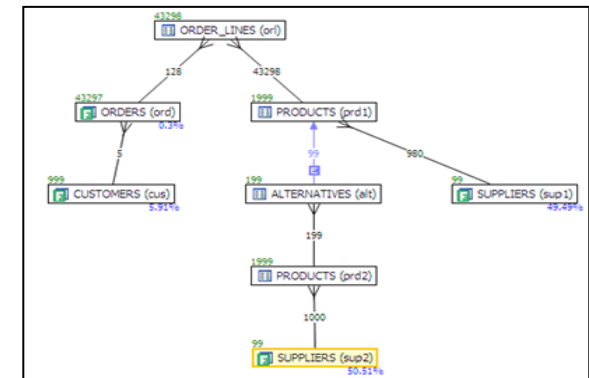 43298
ORDER_LINES (orl)
128
43298
43297
ORDERS (ord)
0.3%
1999
PRODUCTS (prd1)
5
99
980
999
CUSTOMERS (cus)
5.91%
199
ALTERNATIVES (alt)
99
SUPPLIERS (sup1)
49.49%
199
1999
PRODUCTS (prd2)
1000
99
SUPPLIERS (sup2)
50.51%